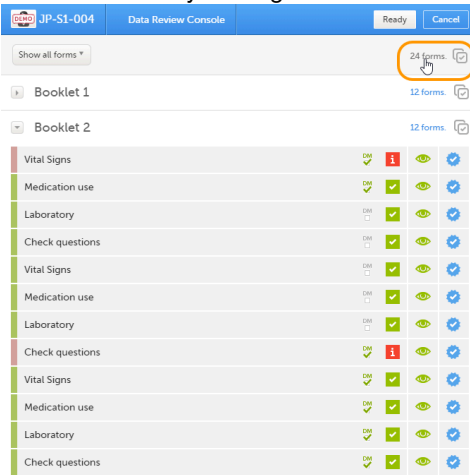 DEMO JP-S1-004 Data Review Console Ready Cancel
Show all forms 24 forms.
Booklet 1 12 forms.
Booklet 2 12 forms.
Vital Signs DM i
Medication use DM
Laboratory DM
Check questions DM
Vital Signs DM
Medication use DM
Laboratory DM
Check questions DM i
Vital Signs DM
Medication use DM
Laboratory DM
Check questions DM